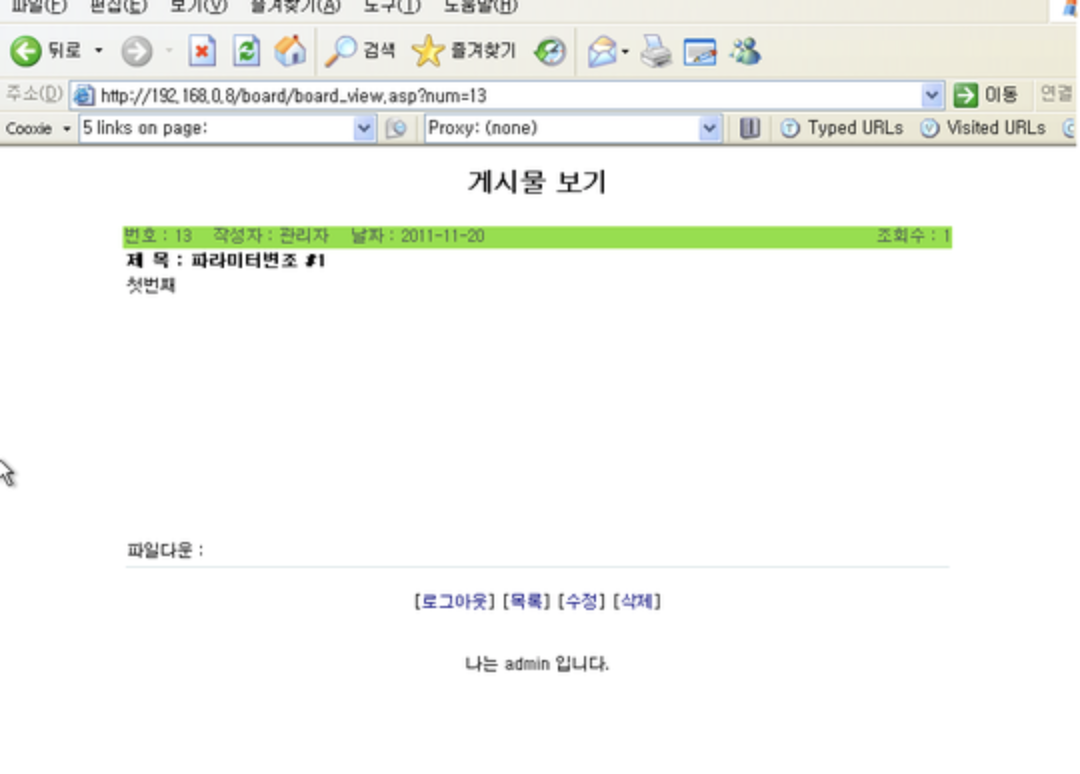 파일(F) 편집(E) 보기(V) 즐겨찾기(A) 도구(T) 도움말(H)
뒤로 검색 즐겨찾기
주소(D) http://192.168.0.8/board/board_view.asp?num=13 이동 연결
Cooxie 5 links on page: Proxy: (none) Typed URLs Visited URLs
게시물 보기
번호 : 13 작성자 : 관리자 날짜 : 2011-11-20 조회수 : 1
제 목 : 파라미터변조 #1
첫번째
파일다운 :
[로그아웃] [목록] [수정] [삭제]
나는 admin 입니다.